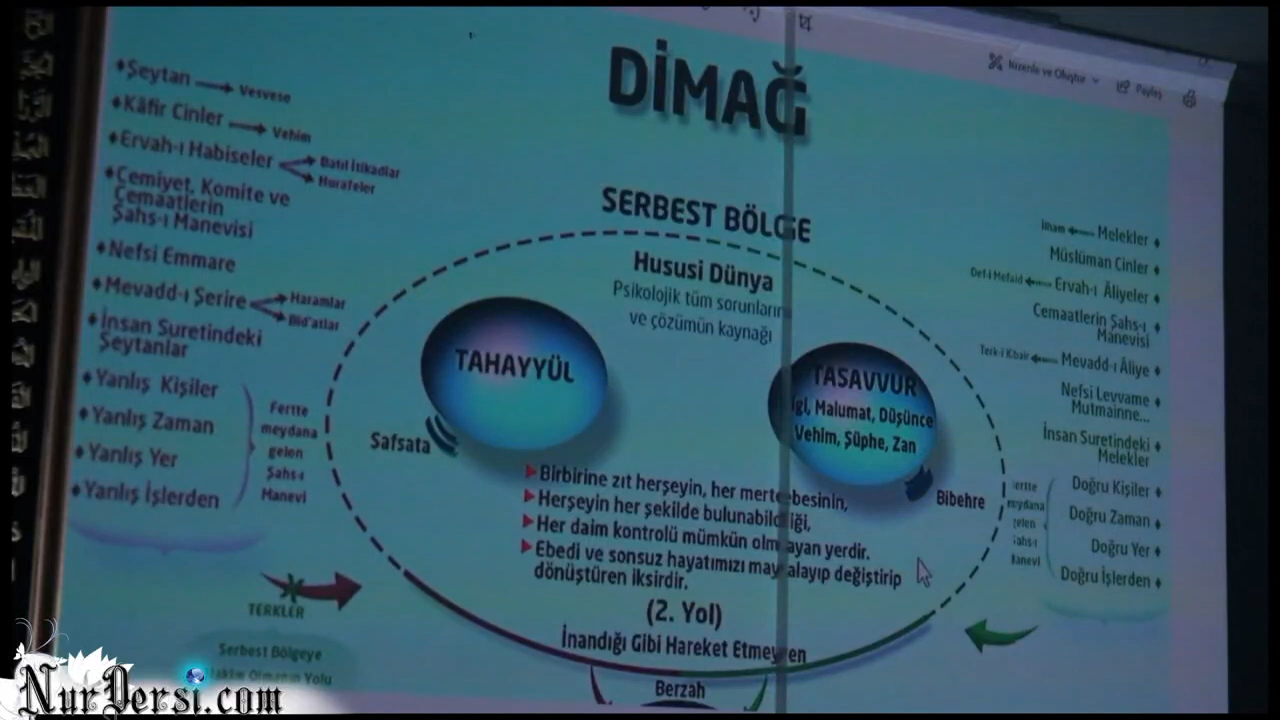 Düzenle ve Oluştur
Paylaş
DİMAĞ
SERBEST BÖLGE
Şeytan
Vesvese
Kâfir Cinler
Vehim
Ervah-ı Habiseler
Batıl İtikadlar
Hurafeler
Cemiyet, Komite ve
Cemaatlerin
Şahs-ı Manevisi
Nefsi Emmare
Mevadd-ı Şerire
Haramlar
Bid'atlar
İnsan Suretindeki
Şeytanlar
Yanlış Kişiler
Yanlış Zaman
Yanlış Yer
Yanlış İşlerden
Fertte
meydana
gelen
Şahs-ı
Manevi
TERKLER
Serbest Bölgeye
Hususi Dünya
Psikolojik tüm sorunların
ve çözümün kaynağı
TAHAYYÜL
Safsata
TASAVVUR
Malumat, Düşünce
Vehim, Şüphe, Zan
Bibehre
Birbirine zıt herşeyin, her mertebesinin,
Herşeyin her şekilde bulunabildiği,
Her daim kontrolü mümkün olmayan yerdir.
Ebedi ve sonsuz hayatımızı mayalayıp değiştirip
dönüştüren iksirdir.
(2. Yol)
İnandığı Gibi Hareket Etmeyen
Berzah
İlham
Melekler
Müslüman Cinler
Def-i Mefasid
Ervah-ı Âliyeler
Cemaatlerin Şahs-ı
Manevisi
Mevadd-ı Âliye
Nefsi Levvame
Mutmainne...
İnsan Suretindeki
Melekler
Doğru Kişiler
Doğru Zaman
Doğru Yer
Doğru İşlerden
gelen
NurDersi.com